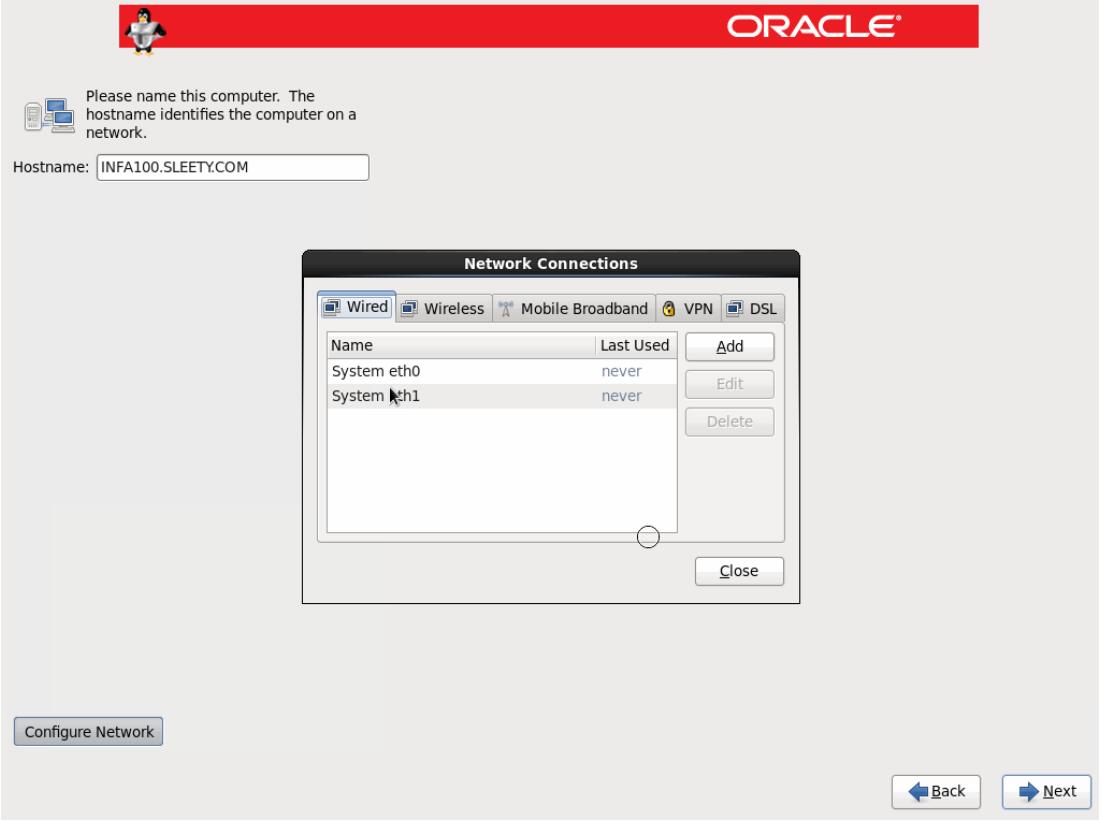 ORACLE®
Please name this computer. The
hostname identifies the computer on a
network.
Hostname: INFA100.SLEETY.COM
Network Connections
Wired Wireless Mobile Broadband VPN DSL
Name Last Used Add
System eth0 never Edit
System eth1 never Delete
Close
Configure Network
Back Next